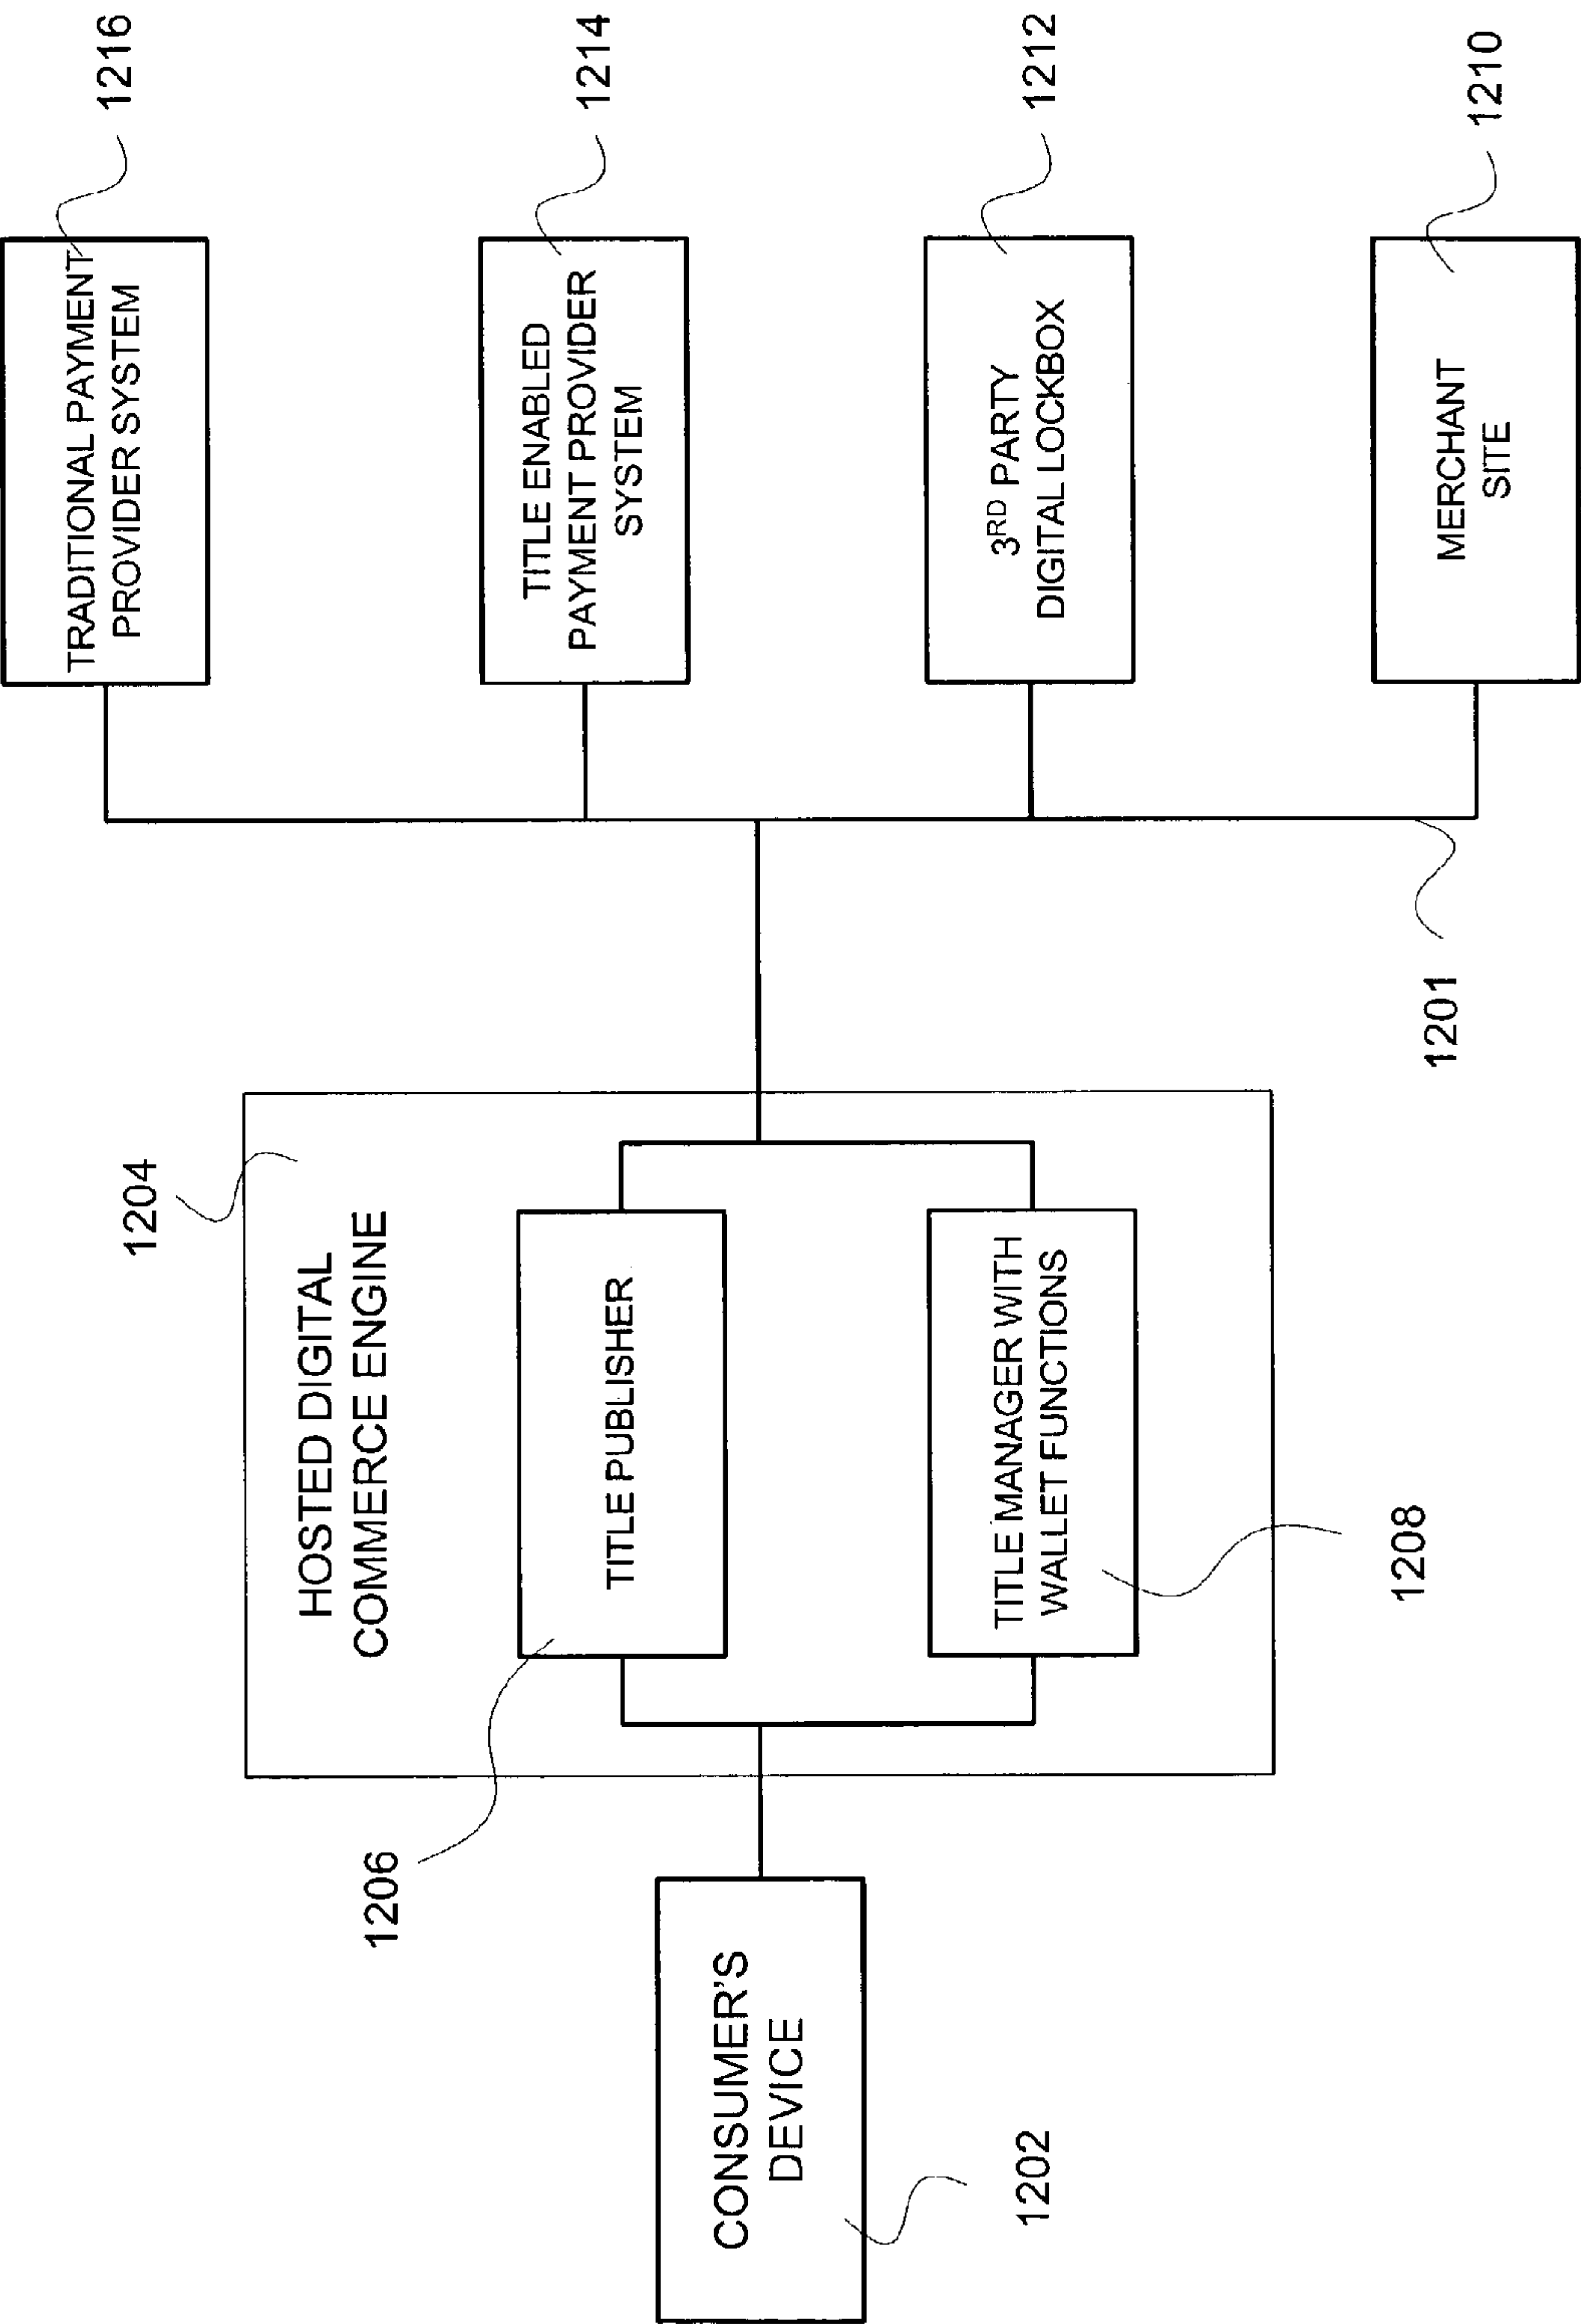 1204
HOSTED DIGITAL
COMMERCE ENGINE
1206
TITLE PUBLISHER
TITLE MANAGER WITH
WALLET FUNCTIONS
1208
CONSUMER'S
DEVICE
1202
TRADITIONAL PAYMENT
PROVIDER SYSTEM
1216
TITLE ENABLED
PAYMENT PROVIDER
SYSTEM
1214
3RD PARTY
DIGITAL LOCKBOX
1212
MERCHANT
SITE
1210
1201